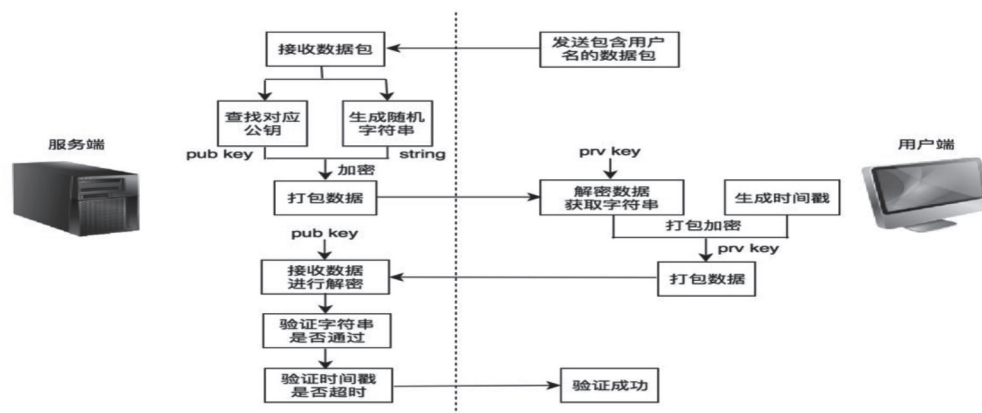 接收数据包
发送包含用户
名的数据包
查找对应
公钥
生成随机
字符串
服务端
用户端
pub key
string
加密
prv key
打包数据
解密数据
获取字符串
生成时间戳
打包加密
pub key
prv key
接收数据
进行解密
打包数据
验证字符串
是否通过
验证时间戳
是否超时
验证成功